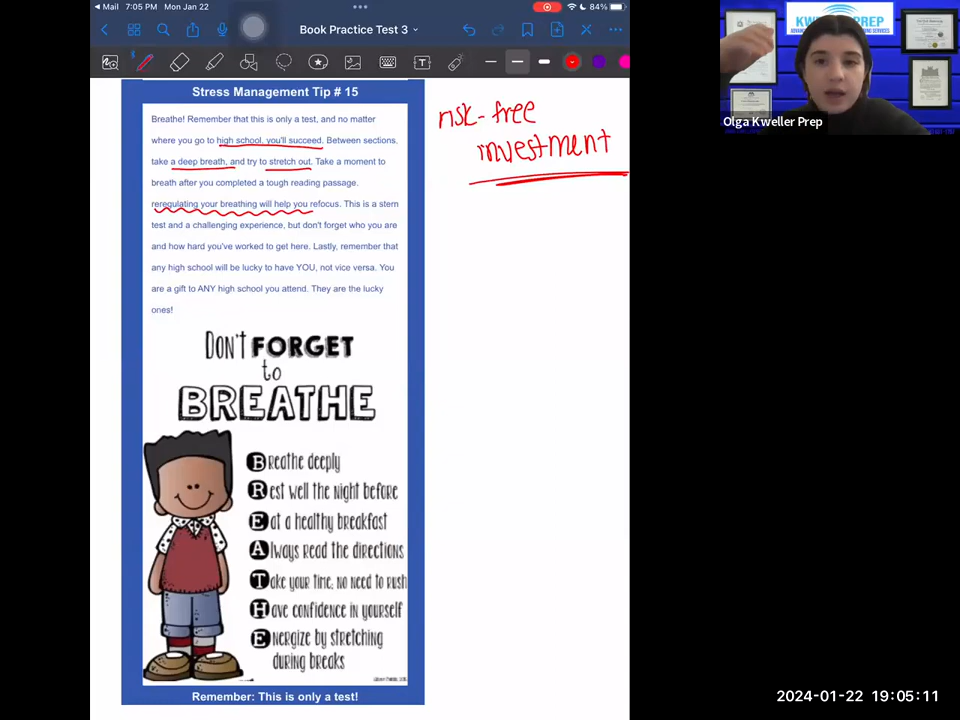 Mail 7:05 PM Mon Jan 22 84%
Book Practice Test 3
Stress Management Tip # 15
Breathe! Remember that this is only a test, and no matter
where you go to high school, you'll succeed. Between sections,
take a deep breath, and try to stretch out. Take a moment to
breath after you completed a tough reading passage.
reregulating your breathing will help you refocus. This is a stern
test and a challenging experience, but don't forget who you are
and how hard you've worked to get here. Lastly, remember that
any high school will be lucky to have YOU, not vice versa. You
are a gift to ANY high school you attend. They are the lucky
ones!
risk-free
investment
DON'T FORGET
to
BREATHE
Breathe deeply
Rest well the night before
Eat a healthy breakfast
Always read the directions
Take your time; no need to rush
Have confidence in yourself
Energize by stretching
during breaks
Remember: This is only a test!
Olga Kweller Prep
2024-01-22 19:05:11